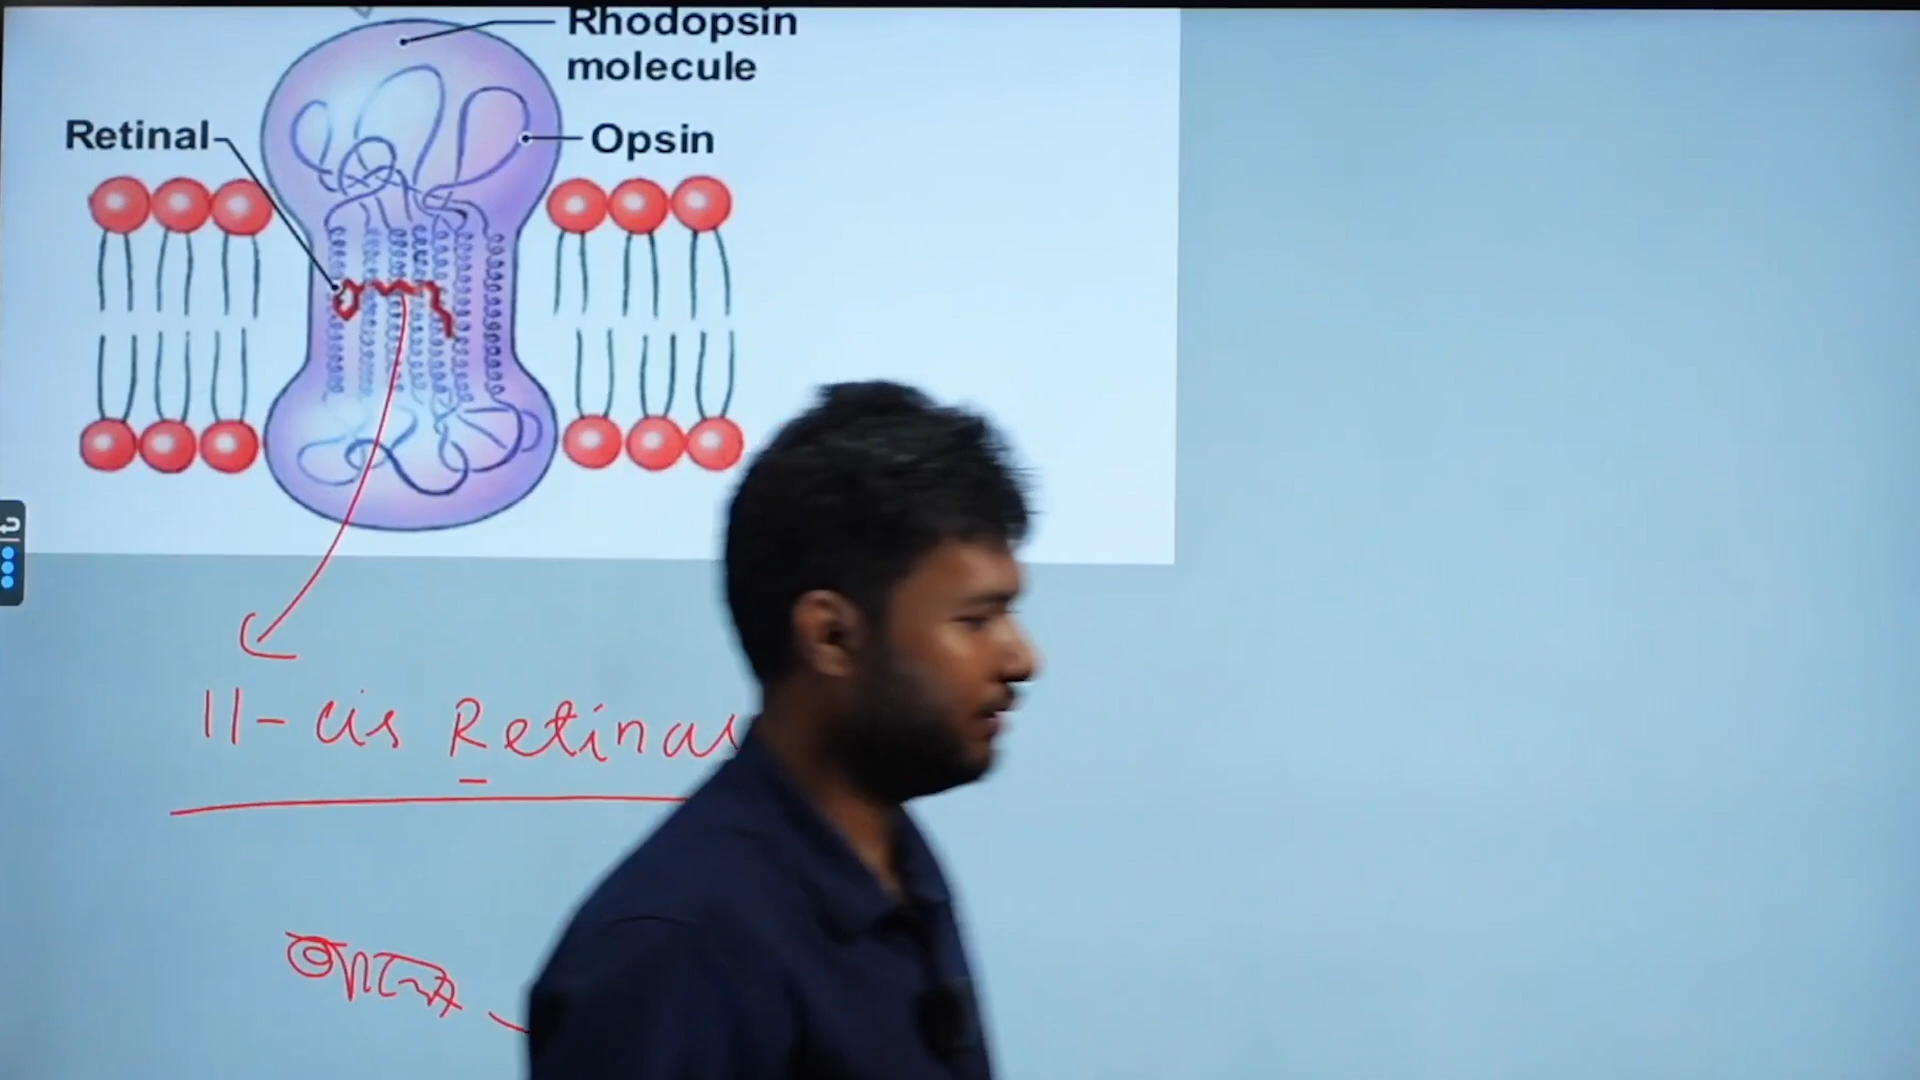 Rhodopsin
molecule
Retinal
Opsin
11-cis Retinal
আলো